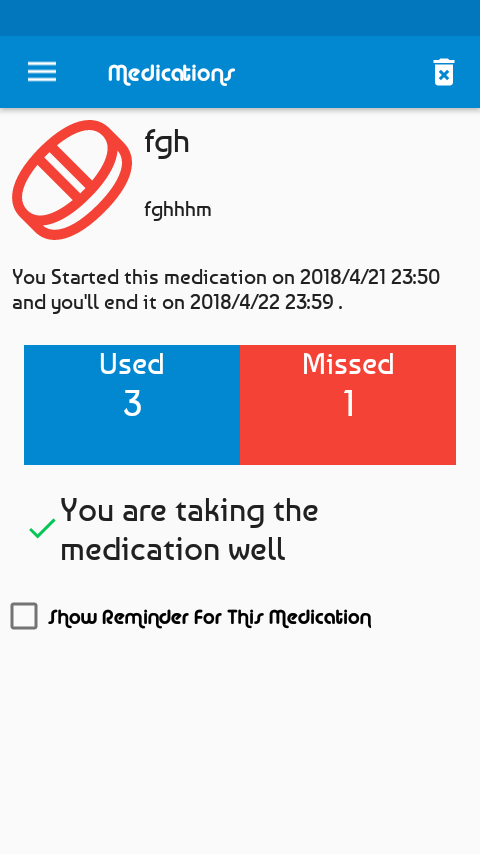 Medications
fgh
fghhhm
You Started this medication on 2018/4/21 23:50
and you'll end it on 2018/4/22 23:59 .
Used
3
Missed
1
You are taking the
medication well
Show Reminder For This Medication